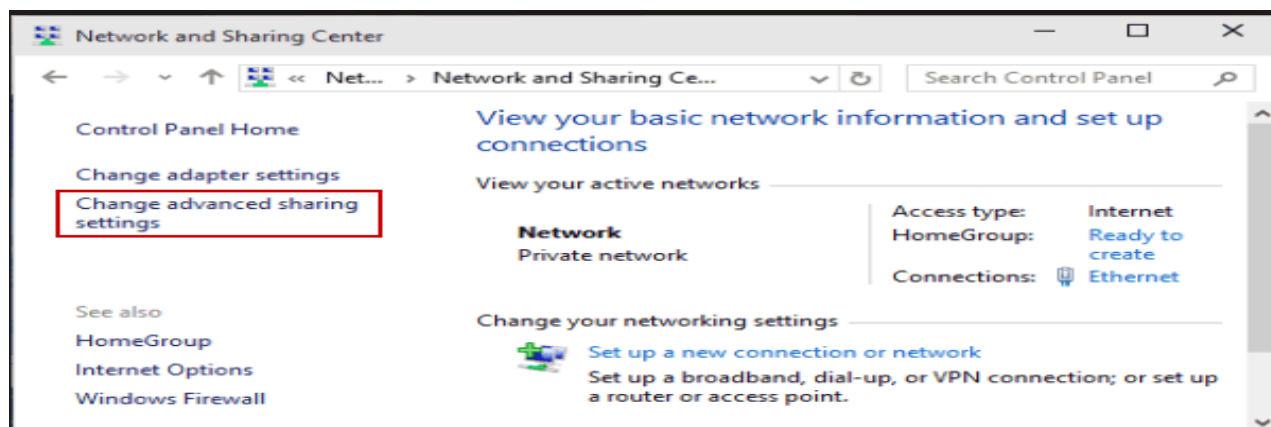 Network and Sharing Center
« Net... > Network and Sharing Ce...
Search Control Panel
Control Panel Home
Change adapter settings
Change advanced sharing
settings
See also
HomeGroup
Internet Options
Windows Firewall
View your basic network information and set up
connections
View your active networks
Network
Private network
Access type: Internet
HomeGroup: Ready to
create
Connections: Ethernet
Change your networking settings
Set up a new connection or network
Set up a broadband, dial-up, or VPN connection; or set up
a router or access point.